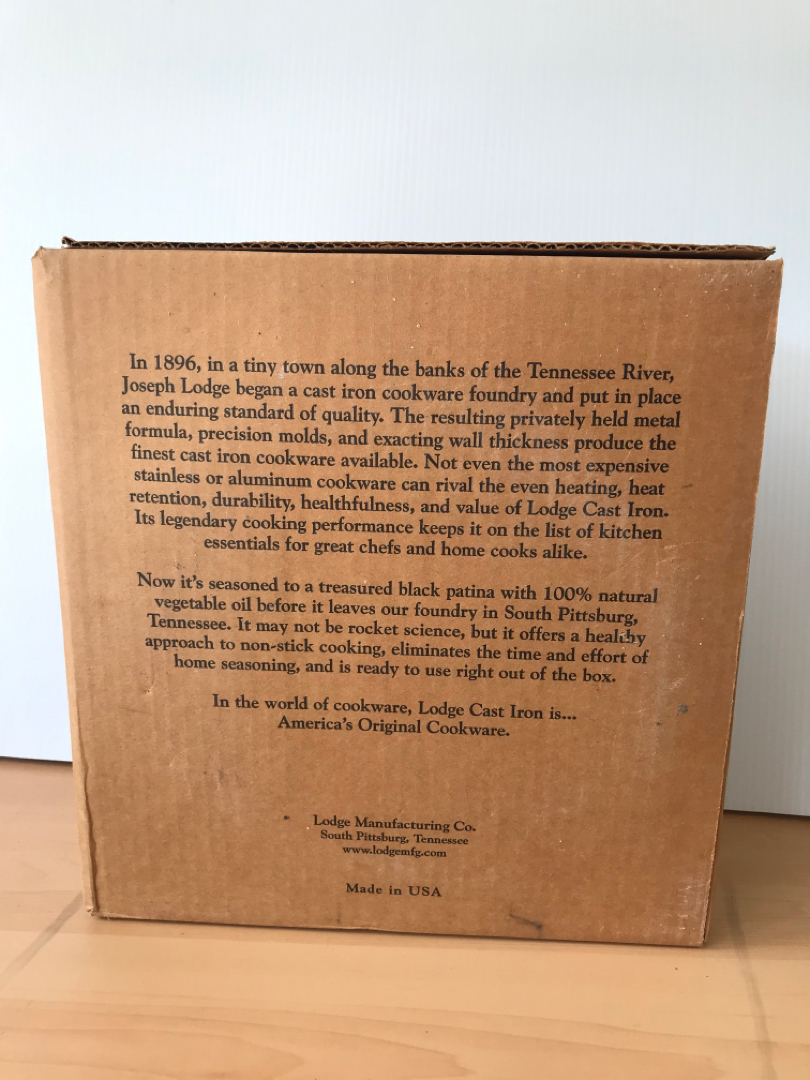 In 1896, in a tiny town along the banks of the Tennessee River,
Joseph Lodge began a cast iron cookware foundry and put in place
an enduring standard of quality. The resulting privately held metal
formula, precision molds, and exacting wall thickness produce the
finest cast iron cookware available. Not even the most expensive
stainless or aluminum cookware can rival the even heating, heat
retention, durability, healthfulness, and value of Lodge Cast Iron.
Its legendary cooking performance keeps it on the list of kitchen
essentials for great chefs and home cooks alike.
Now it's seasoned to a treasured black patina with 100% natural
vegetable oil before it leaves our foundry in South Pittsburg,
Tennessee. It may not be rocket science, but it offers a healthy
approach to non-stick cooking, eliminates the time and effort of
home seasoning, and is ready to use right out of the box.
In the world of cookware, Lodge Cast Iron is...
America's Original Cookware.
Lodge Manufacturing Co.
South Pittsburg, Tennessee
www.lodgemfg.com
Made in USA